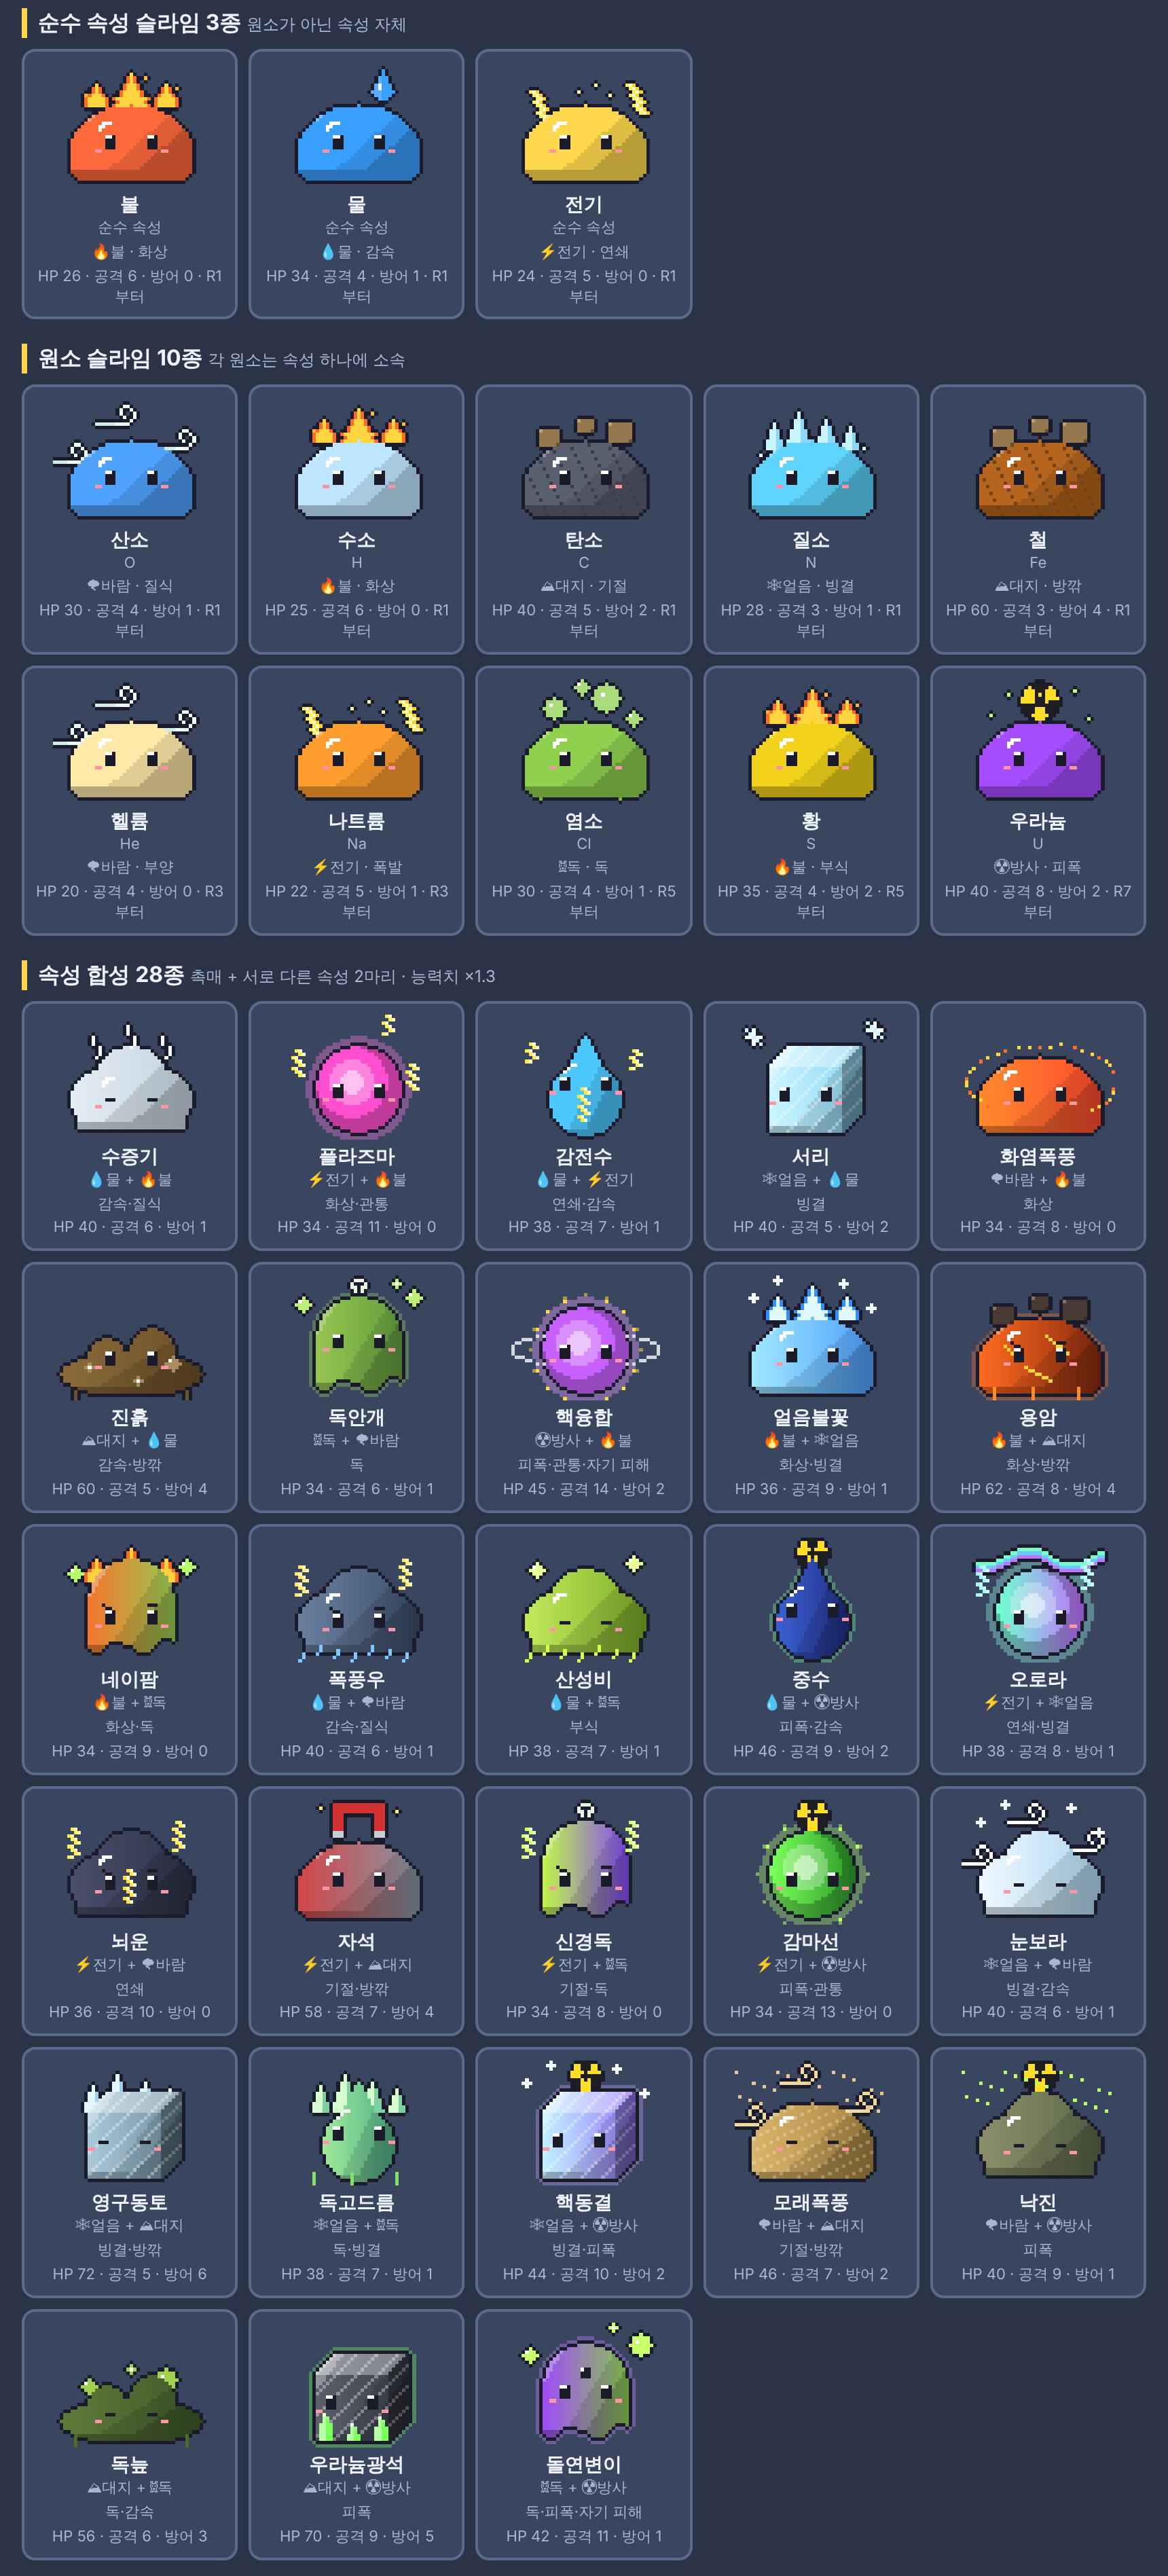 순수 속성 슬라임 3종 원소가 아닌 속성 자체
불
순수 속성
🔥불 · 화상
HP 26 · 공격 6 · 방어 0 · R1
부터
물
순수 속성
💧물 · 감속
HP 34 · 공격 4 · 방어 1 · R1
부터
전기
순수 속성
⚡전기 · 연쇄
HP 24 · 공격 5 · 방어 0 · R1
부터
원소 슬라임 10종 각 원소는 속성 하나에 소속
산소
O
🌪바람 · 질식
HP 30 · 공격 4 · 방어 1 · R1
부터
수소
H
🔥불 · 화상
HP 25 · 공격 6 · 방어 0 · R1
부터
탄소
C
⛰대지 · 기절
HP 40 · 공격 5 · 방어 2 · R1
부터
질소
N
❄얼음 · 빙결
HP 28 · 공격 3 · 방어 1 · R1
부터
철
Fe
⛰대지 · 방깎
HP 60 · 공격 3 · 방어 4 · R1
부터
헬륨
He
🌪바람 · 부양
HP 20 · 공격 4 · 방어 0 · R3
부터
나트륨
Na
⚡전기 · 폭발
HP 22 · 공격 5 · 방어 1 · R3
부터
염소
Cl
☠독 · 독
HP 30 · 공격 4 · 방어 1 · R5
부터
황
S
🔥불 · 부식
HP 35 · 공격 4 · 방어 2 · R5
부터
우라늄
U
☢방사 · 피폭
HP 40 · 공격 8 · 방어 2 · R7
부터
속성 합성 28종 촉매 + 서로 다른 속성 2마리 · 능력치 ×1.3
수증기
💧물 + 🔥불
감속·질식
HP 40 · 공격 6 · 방어 1
플라즈마
⚡전기 + 🔥불
화상·관통
HP 34 · 공격 11 · 방어 0
감전수
💧물 + ⚡전기
연쇄·감속
HP 38 · 공격 7 · 방어 1
서리
❄얼음 + 💧물
빙결
HP 40 · 공격 5 · 방어 2
화염폭풍
🌪바람 + 🔥불
화상
HP 34 · 공격 8 · 방어 0
진흙
⛰대지 + 💧물
감속·방깎
HP 60 · 공격 5 · 방어 4
독안개
☠독 + 🌪바람
독
HP 34 · 공격 6 · 방어 1
핵융합
☢방사 + 🔥불
피폭·관통·자기 피해
HP 45 · 공격 14 · 방어 2
얼음불꽃
🔥불 + ❄얼음
화상·빙결
HP 36 · 공격 9 · 방어 1
용암
🔥불 + ⛰대지
화상·방깎
HP 62 · 공격 8 · 방어 4
네이팜
🔥불 + ☠독
화상·독
HP 34 · 공격 9 · 방어 0
폭풍우
💧물 + 🌪바람
감속·질식
HP 40 · 공격 6 · 방어 1
산성비
💧물 + ☠독
부식
HP 38 · 공격 7 · 방어 1
중수
💧물 + ☢방사
피폭·감속
HP 46 · 공격 9 · 방어 2
오로라
⚡전기 + ❄얼음
연쇄·빙결
HP 38 · 공격 8 · 방어 1
뇌운
⚡전기 + 🌪바람
연쇄
HP 36 · 공격 10 · 방어 0
자석
⚡전기 + ⛰대지
기절·방깎
HP 58 · 공격 7 · 방어 4
신경독
⚡전기 + ☠독
기절·독
HP 34 · 공격 8 · 방어 0
감마선
⚡전기 + ☢방사
피폭·관통
HP 34 · 공격 13 · 방어 0
눈보라
❄얼음 + 🌪바람
빙결·감속
HP 40 · 공격 6 · 방어 1
영구동토
❄얼음 + ⛰대지
빙결·방깎
HP 72 · 공격 5 · 방어 6
독고드름
❄얼음 + ☠독
독·빙결
HP 38 · 공격 7 · 방어 1
핵동결
❄얼음 + ☢방사
빙결·피폭
HP 44 · 공격 10 · 방어 2
모래폭풍
🌪바람 + ⛰대지
기절·방깎
HP 46 · 공격 7 · 방어 2
낙진
🌪바람 + ☢방사
피폭
HP 40 · 공격 9 · 방어 1
독늪
⛰대지 + ☠독
독·감속
HP 56 · 공격 6 · 방어 3
우라늄광석
⛰대지 + ☢방사
피폭
HP 70 · 공격 9 · 방어 5
돌연변이
☠독 + ☢방사
독·피폭·자기 피해
HP 42 · 공격 11 · 방어 1